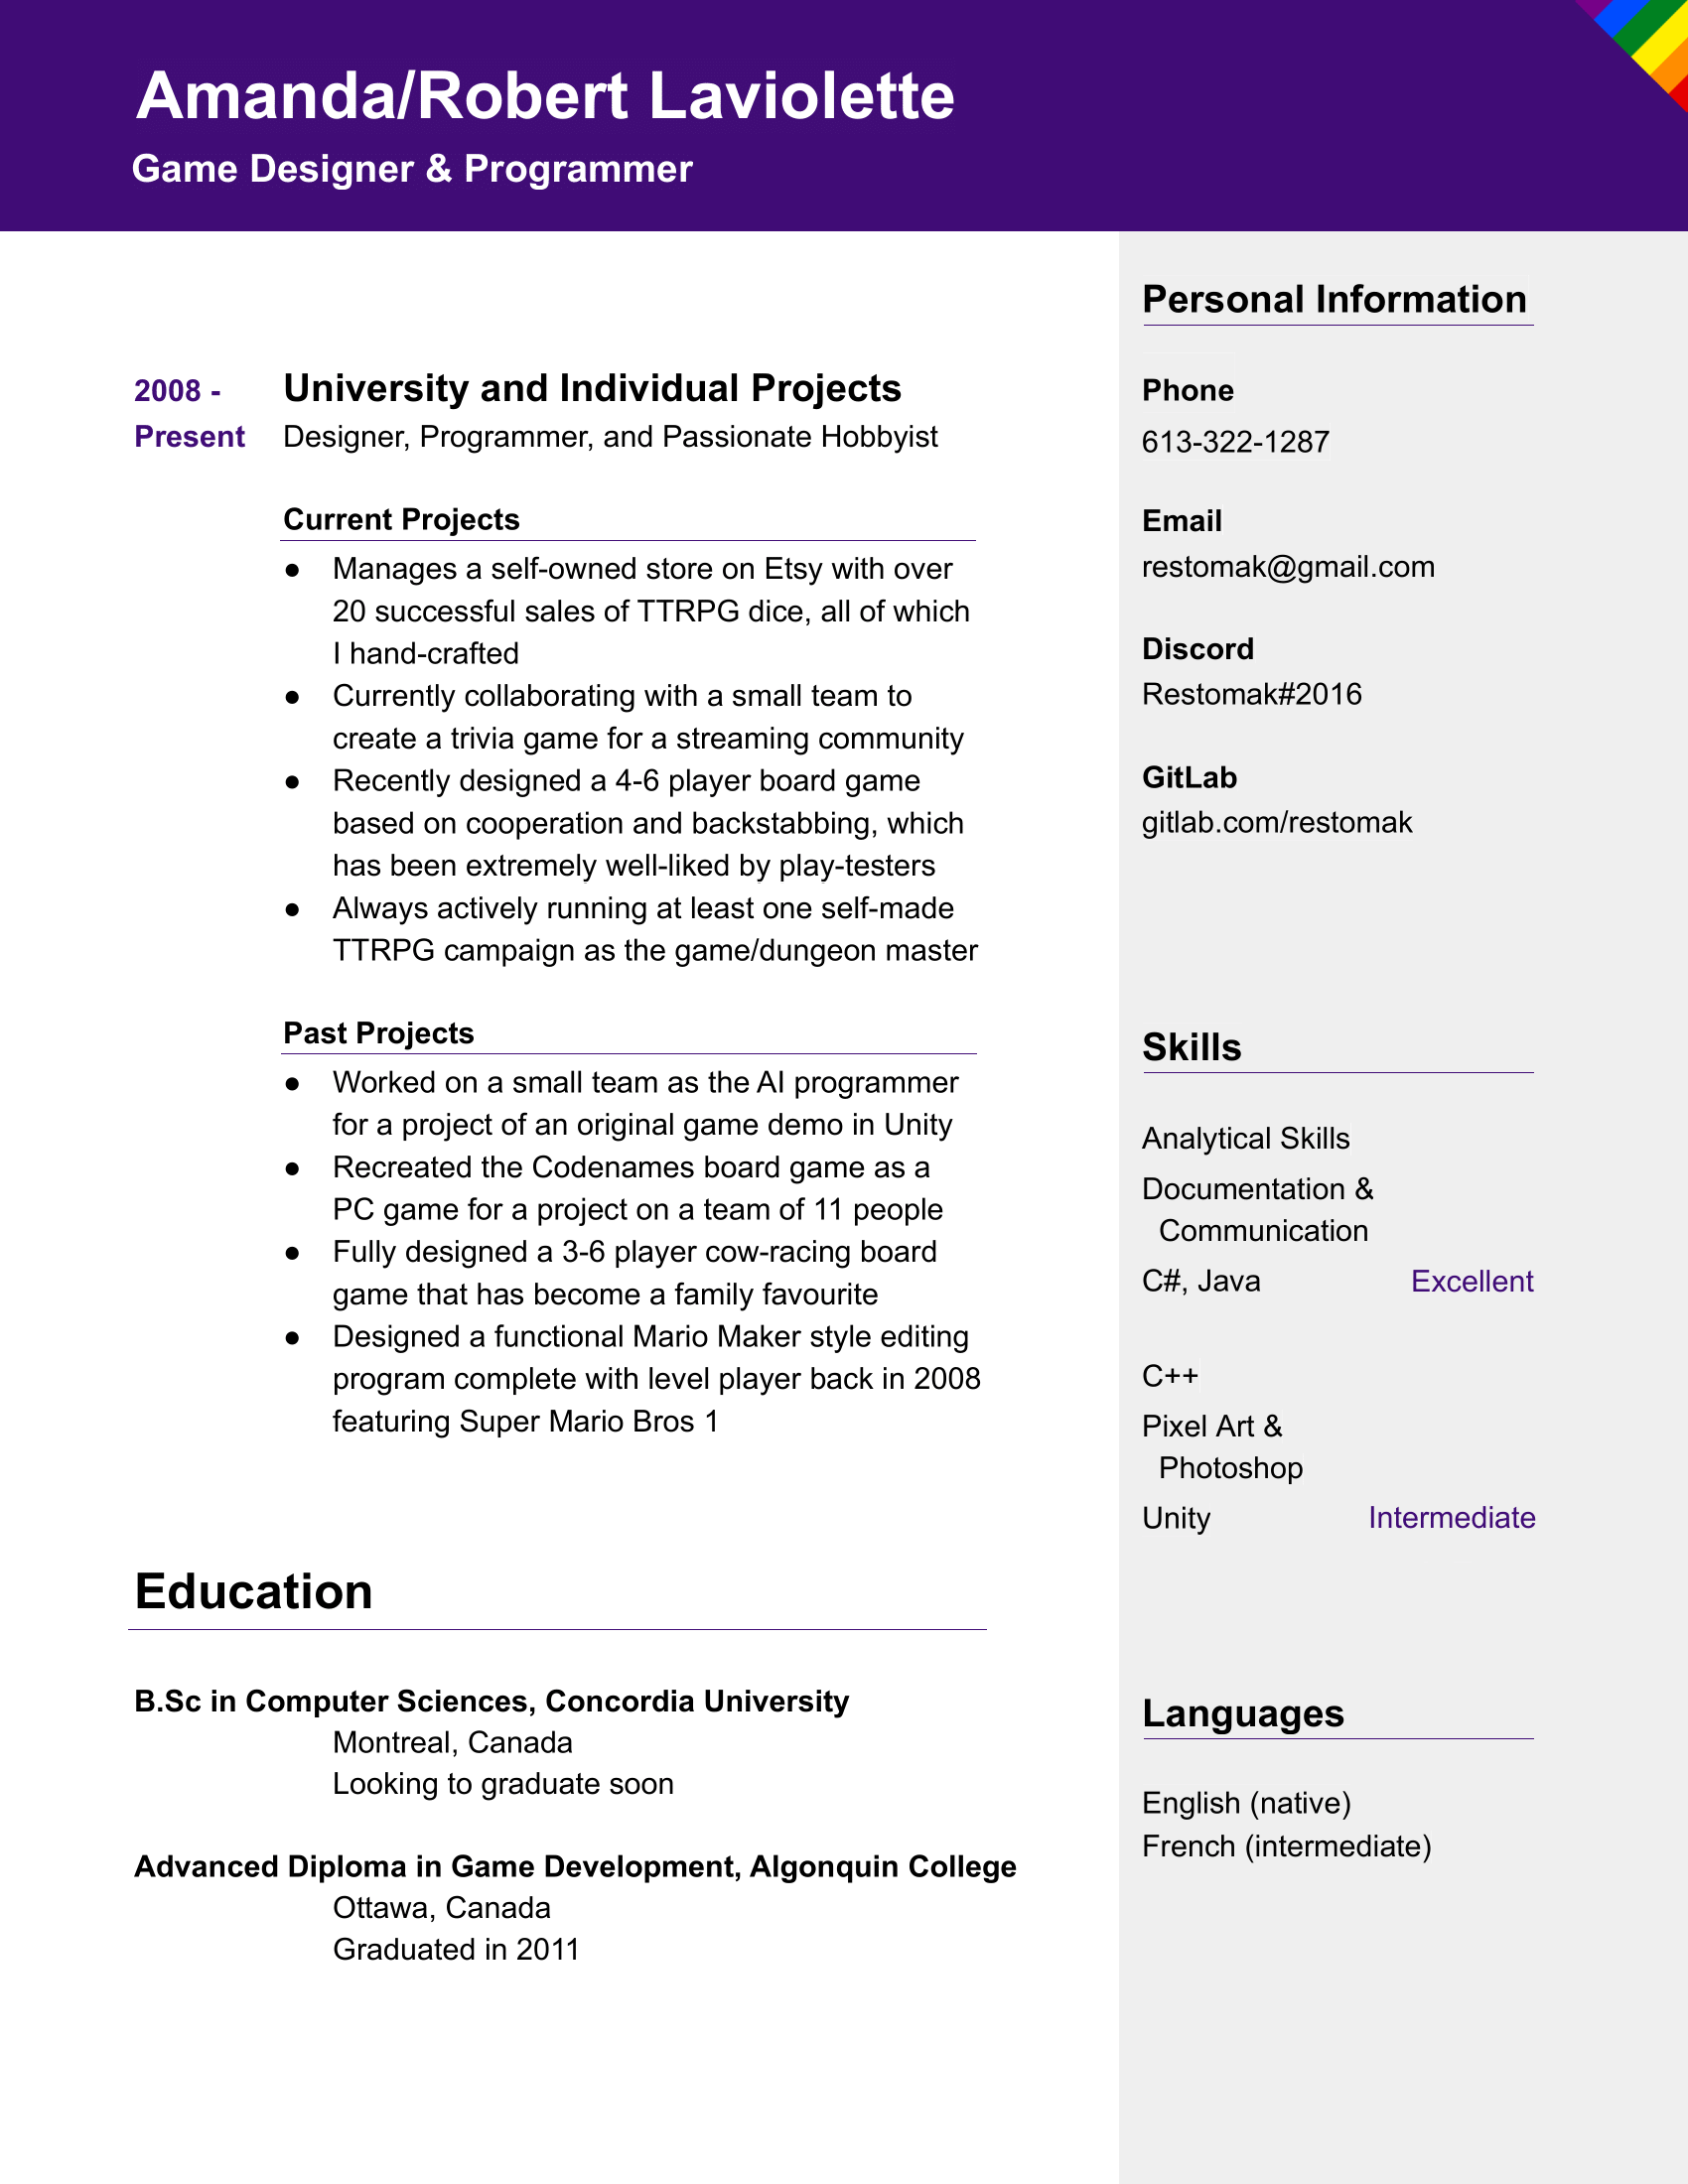 Amanda/Robert Laviolette
Game Designer & Programmer
2008 -
Present
University and Individual Projects
Designer, Programmer, and Passionate Hobbyist
Current Projects
● Manages a self-owned store on Etsy with over
20 successful sales of TTRPG dice, all of which
I hand-crafted
● Currently collaborating with a small team to
create a trivia game for a streaming community
● Recently designed a 4-6 player board game
based on cooperation and backstabbing, which
has been extremely well-liked by play-testers
● Always actively running at least one self-made
TTRPG campaign as the game/dungeon master
Past Projects
● Worked on a small team as the AI programmer
for a project of an original game demo in Unity
● Recreated the Codenames board game as a
PC game for a project on a team of 11 people
● Fully designed a 3-6 player cow-racing board
game that has become a family favourite
● Designed a functional Mario Maker style editing
program complete with level player back in 2008
featuring Super Mario Bros 1
Education
B.Sc in Computer Sciences, Concordia University
Montreal, Canada
Looking to graduate soon
Advanced Diploma in Game Development, Algonquin College
Ottawa, Canada
Graduated in 2011
Personal Information
Phone
613-322-1287
Email
restomak@gmail.com
Discord
Restomak#2016
GitLab
gitlab.com/restomak
Skills
Analytical Skills
Documentation &
Communication
C#, Java Excellent
C++
Pixel Art &
Photoshop
Unity Intermediate
Languages
English (native)
French (intermediate)